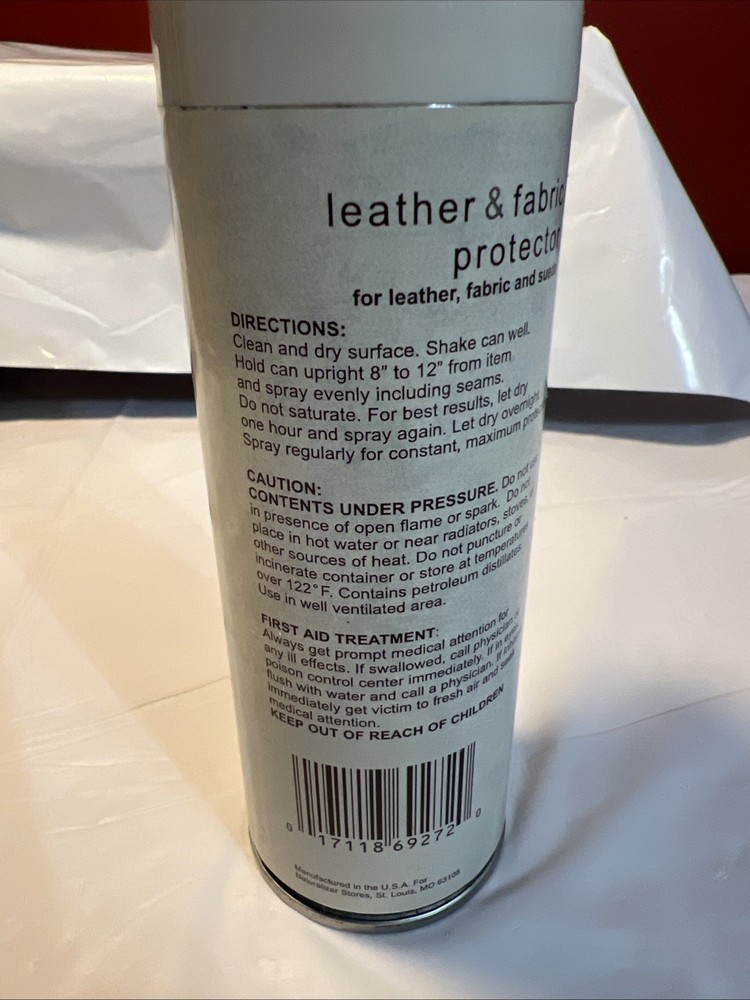 leather & fabric
protector
for leather, fabric and suede
DIRECTIONS:
Clean and dry surface. Shake can well.
Hold can upright 8" to 12" from item
and spray evenly including seams.
Do not saturate. For best results, let dry
one hour and spray again. Let dry overnight.
Spray regularly for constant, maximum
CAUTION:
CONTENTS UNDER PRESSURE. Do not use
in presence of open flame or spark. Do not
place in hot water or near radiators, stoves,
other sources of heat. Do not puncture or
incinerate container or store at temperatures
over 122°F. Contains petroleum distillates.
Use in well ventilated area.
FIRST AID TREATMENT:
Always get prompt medical attention for
any ill effects. If swallowed, call physician
poison control center immediately. If in eyes,
flush with water and call a physician. If
immediately get victim to fresh air and
medical attention.
KEEP OUT OF REACH OF CHILDREN
0 17118 69272 0
Manufactured in the U.S.A. For
Naturalizer Stores, St. Louis, MO 63105